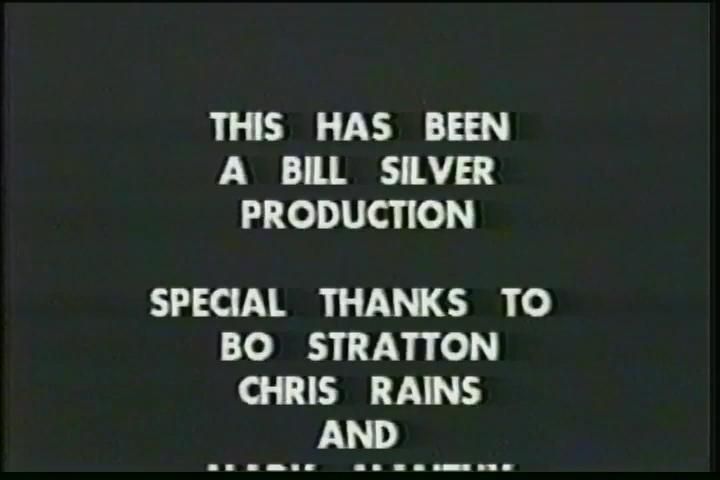 THIS HAS BEEN
A BILL SILVER
PRODUCTION
SPECIAL THANKS TO
BO STRATTON
CHRIS RAINS
AND